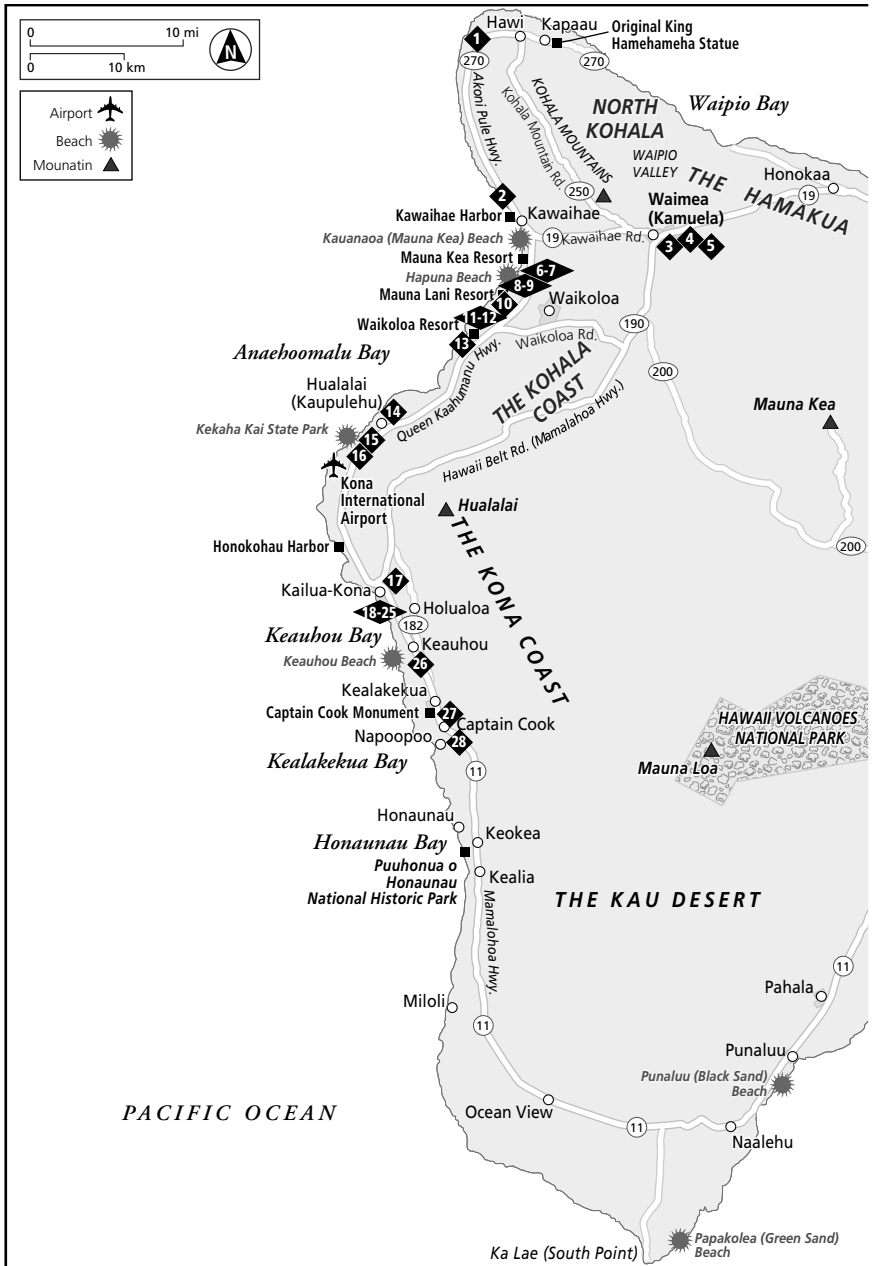 0
10 mi
0
10 km
N
Airport
Beach
Mounatin
1
Hawi
Kapaau
Original King
Hamehameha Statue
270
270
Akoni Pule Hwy.
Kohala Mountain Rd.
KOHALA MOUNTAINS
NORTH
KOHALA
Waipio Bay
WAIPIO
VALLEY
THE HAMAKUA
Honokaa
19
250
2
Kawaihae Harbor
Kawaihae
Waimea
(Kamuela)
Kauanaoa (Mauna Kea) Beach
19
Kawaihae Rd.
3
4
5
Mauna Kea Resort
Hapuna Beach
6-7
8-9
Mauna Lani Resort
10
Waikoloa
11-12
Waikoloa Resort
13
190
Waikoloa Rd.
Anaehoomalu Bay
Queen Kaahumanu Hwy.
THE KOHALA
COAST
200
Hualalai
(Kaupulehu)
14
Mauna Kea
Kekaha Kai State Park
15
16
Hawaii Belt Rd. (Mamalahoa Hwy.)
Kona
International
Airport
Hualalai
Honokohau Harbor
200
THE KONA COAST
17
Kailua-Kona
18-25
Holualoa
182
Keauhou Bay
Keauhou
Keauhou Beach
26
Kealakekua
Captain Cook Monument
27
Captain Cook
Napoopoo
28
Kealakekua Bay
HAWAII VOLCANOES
NATIONAL PARK
Mauna Loa
11
Honaunau
Honaunau Bay
Keokea
Puuhonua o
Honaunau
National Historic Park
Kealia
THE KAU DESERT
Mamalohoa Hwy.
11
Pahala
Miloli
11
Punaluu
Punaluu (Black Sand)
Beach
PACIFIC OCEAN
Ocean View
11
Naalehu
Ka Lae (South Point)
Papakolea (Green Sand)
Beach